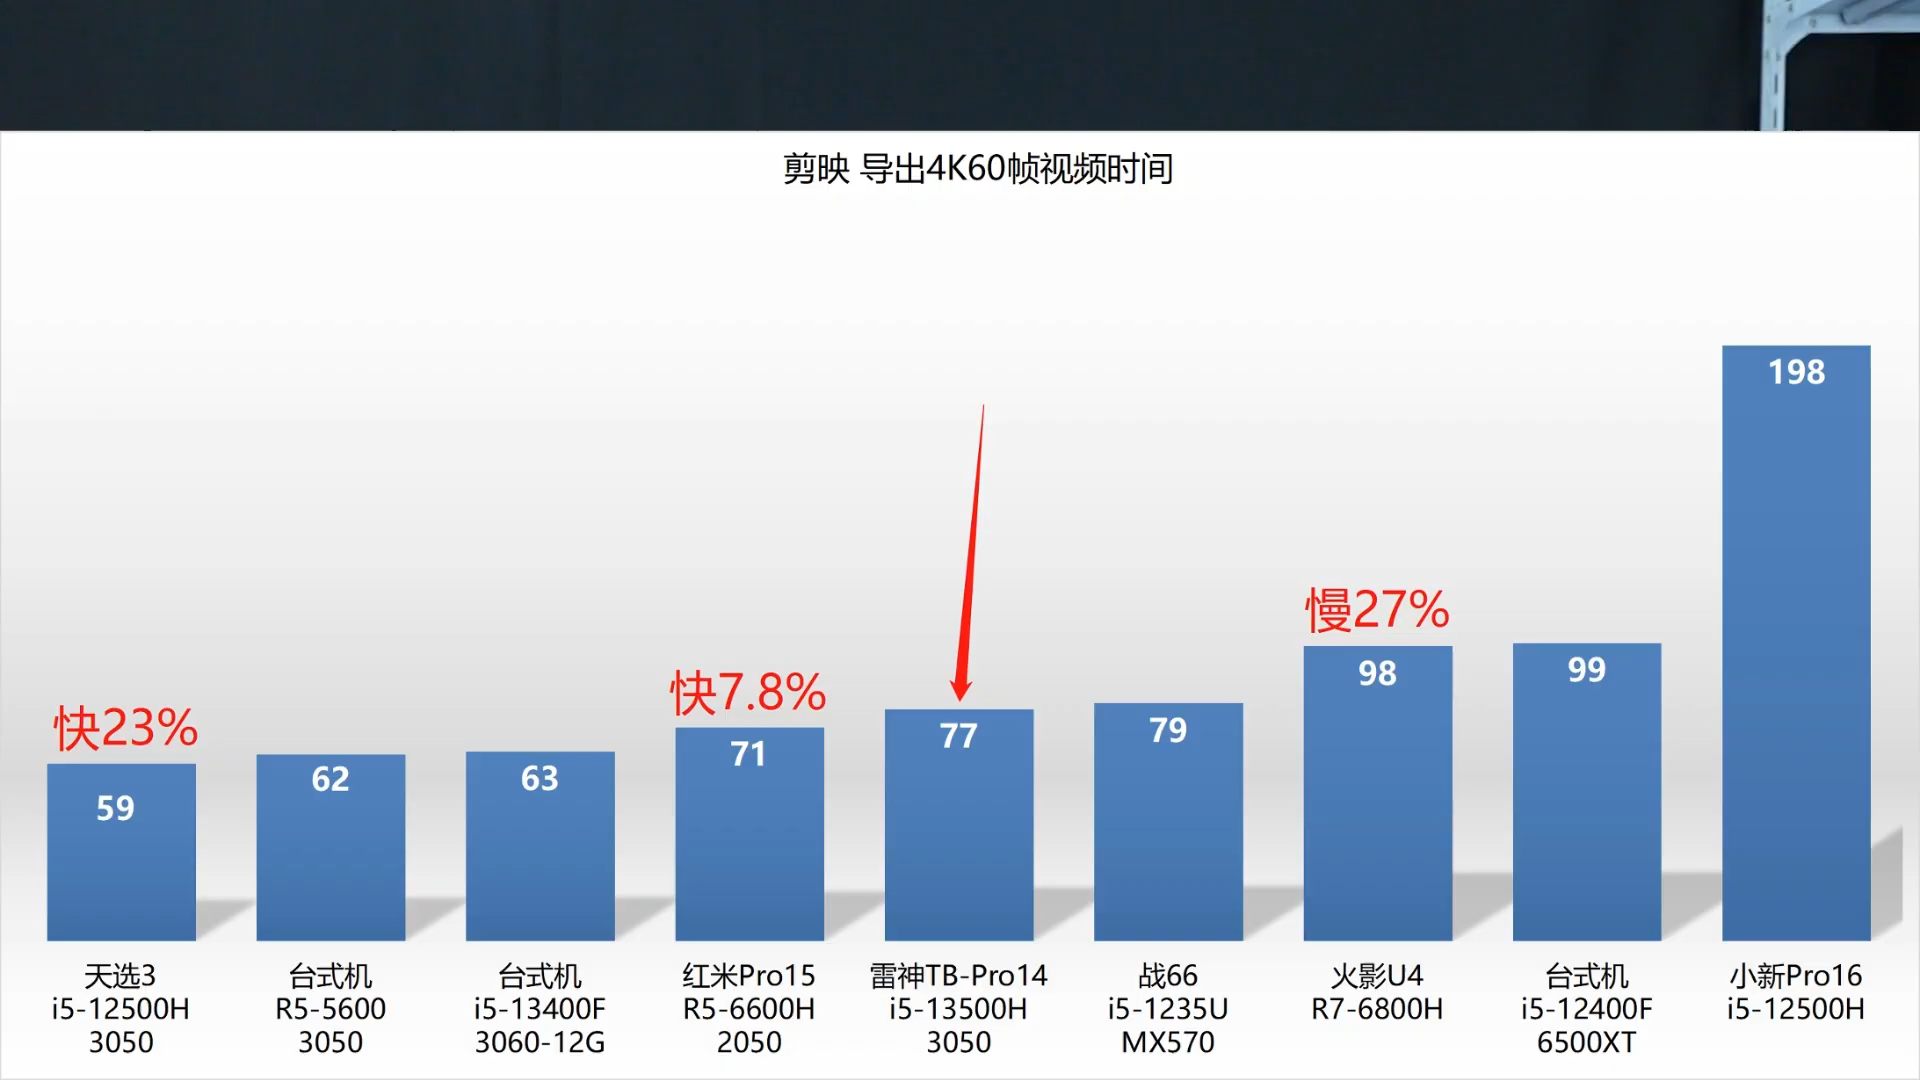 剪映 导出4K60帧视频时间
198
慢27%
快7.8%
快23%
59
62
63
71
77
79
98
99
天选3
i5-12500H
3050
台式机
R5-5600
3050
台式机
i5-13400F
3060-12G
红米Pro15
R5-6600H
2050
雷神TB-Pro14
i5-13500H
3050
战66
i5-1235U
MX570
火影U4
R7-6800H
台式机
i5-12400F
6500XT
小新Pro16
i5-12500H